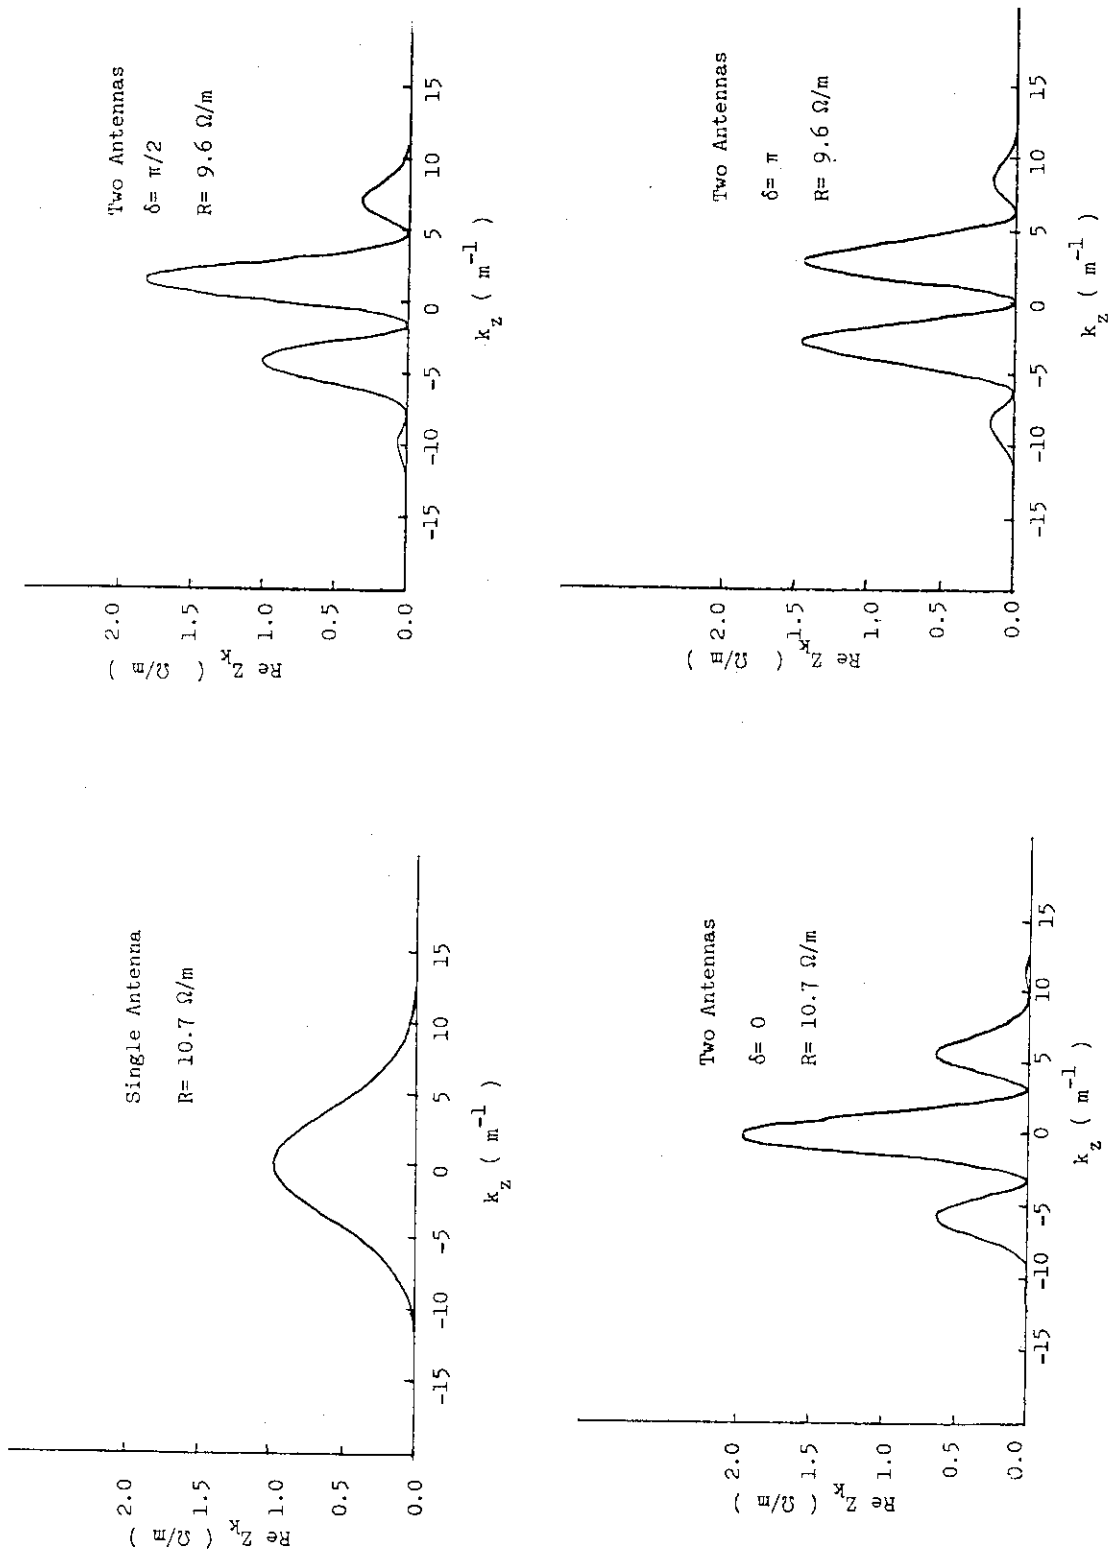 Single Antenna
R= 10.7 Ω/m
Re Z_k ( Ω/m )
2.0
1.5
1.0
0.5
0.0
-15
-10
-5
0
5
10
15
k_z ( m⁻¹ )
Two Antennas
δ= π/2
R= 9.6 Ω/m
Re Z_k ( Ω/m )
2.0
1.5
1.0
0.5
0.0
-15
-10
-5
0
5
10
15
k_z ( m⁻¹ )
Two Antennas
δ= 0
R= 10.7 Ω/m
Re Z_k ( Ω/m )
2.0
1.5
1.0
0.5
0.0
-15
-10
-5
0
5
10
15
k_z ( m⁻¹ )
Two Antennas
δ= π
R= 9.6 Ω/m
Re Z_k ( Ω/m )
2.0
1.5
1.0
0.5
0.0
-15
-10
-5
0
5
10
15
k_z ( m⁻¹ )